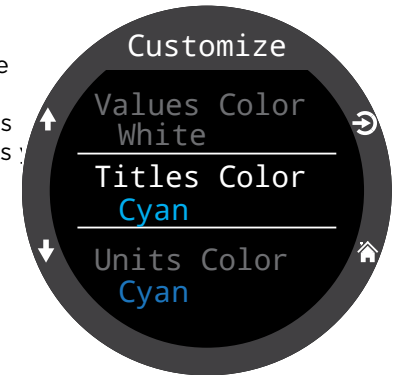 Customize
Values Color
White
Titles Color
Cyan
Units Color
Cyan